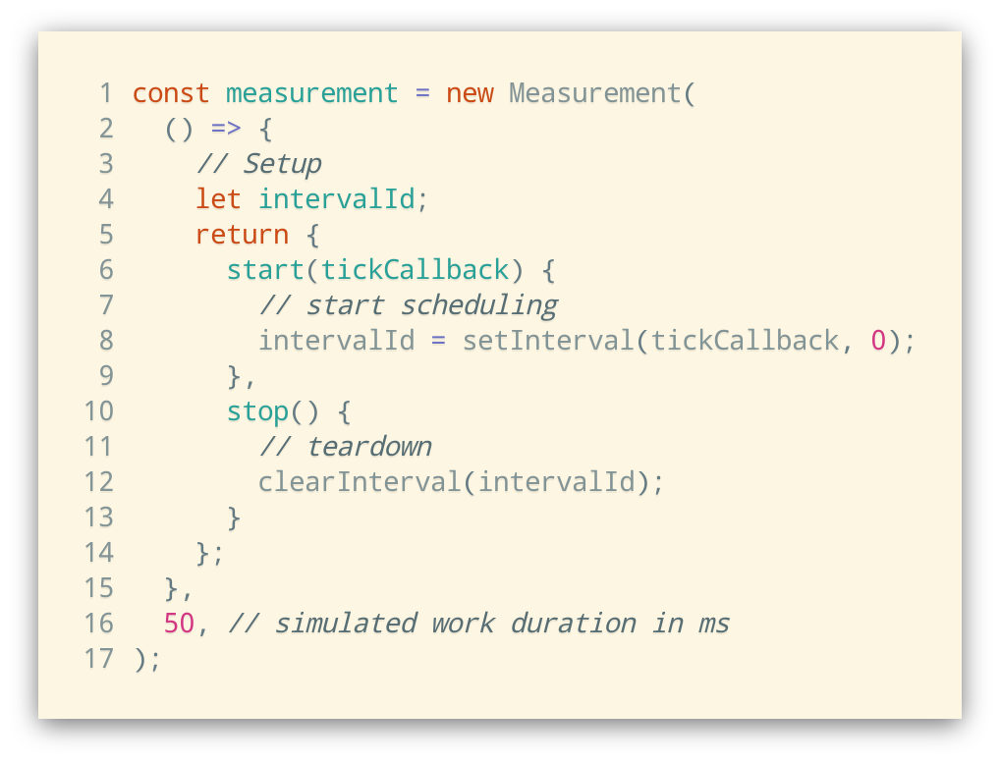 1 const measurement = new Measurement(
2   () => {
3     // Setup
4     let intervalId;
5     return {
6       start(tickCallback) {
7         // start scheduling
8         intervalId = setInterval(tickCallback, 0);
9       },
10       stop() {
11         // teardown
12         clearInterval(intervalId);
13       }
14     };
15   },
16   50, // simulated work duration in ms
17 );